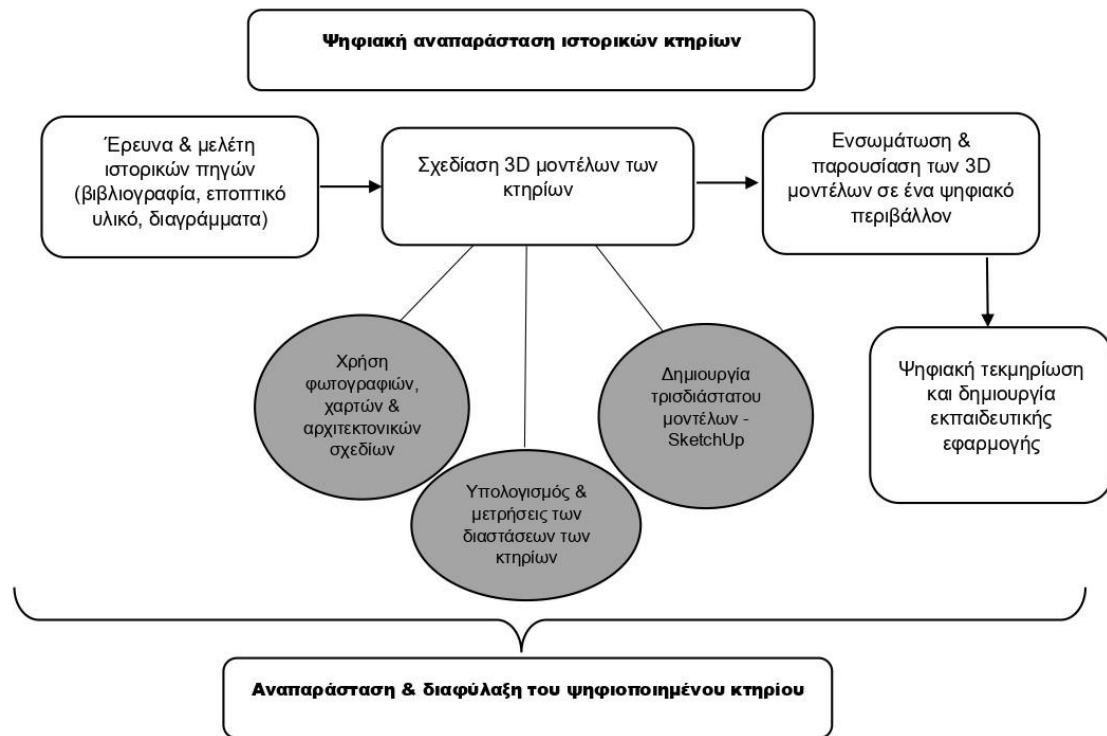 Ψηφιακή αναπαράσταση ιστορικών κτηρίων
Έρευνα & μελέτη
ιστορικών πηγών
(βιβλιογραφία, εποπτικό
υλικό, διαγράμματα)
Σχεδίαση 3D μοντέλων των
κτηρίων
Ενσωμάτωση &
παρουσίαση των 3D
μοντέλων σε ένα ψηφιακό
περιβάλλον
Χρήση
φωτογραφιών,
χαρτών &
αρχιτεκτονικών
σχεδίων
Υπολογισμός &
μετρήσεις των
διαστάσεων των
κτηρίων
Δημιουργία
τρισδιάστατου
μοντέλων -
SketchUp
Ψηφιακή τεκμηρίωση
και δημιουργία
εκπαιδευτικής
εφαρμογής
Αναπαράσταση & διαφύλαξη του ψηφιοποιημένου κτηρίου